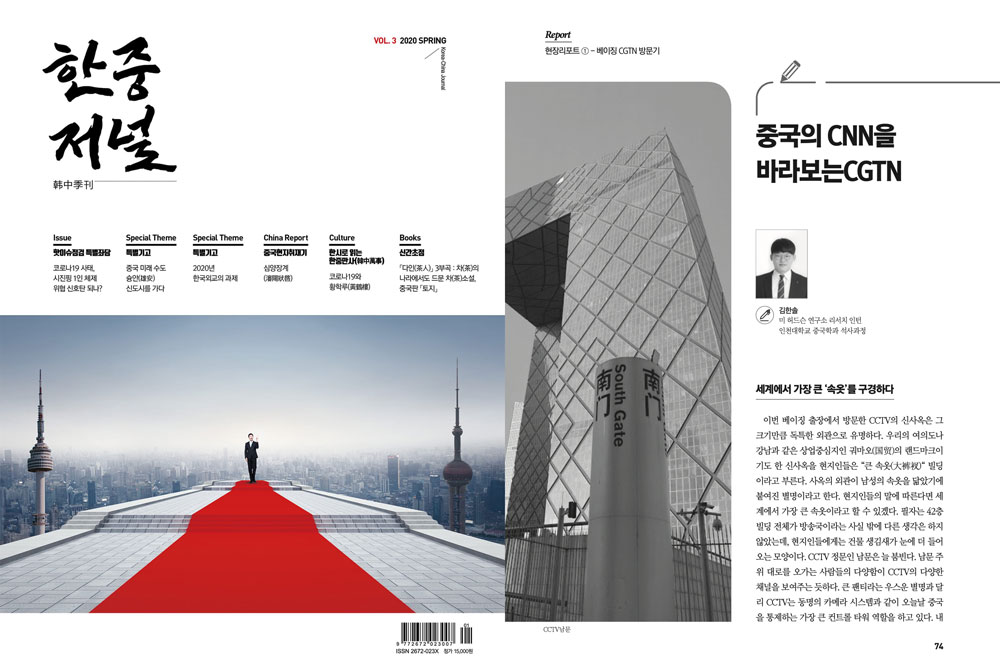 한중
저널
韩中季刊
VOL. 3 2020 SPRING
Korea-China Journal
Issue
핫이슈점검 특별좌담
코로나19 사태,
시진핑 1인 체제
위협 신호탄 되나?
Special Theme
특별기고
중국 미래 수도
슝안(雄安)
신도시를 가다
Special Theme
특별기고
2020년
한국외교의 과제
China Report
중국현지취재기
심양장계
(瀋陽狀啓)
Culture
한시로 읽는
한중만사(韓中萬事)
코로나19와
황학루(黃鶴樓)
Books
신간초점
「다인(茶人)」 3부곡 : 차(茶)의
나라에서도 드문 차(茶)소설,
중국판 「토지」
01
9 772672 023007
ISSN 2672-023X 정가 15,000원
Report
현장리포트 ① - 베이징 CGTN 방문기
南门
South Gate
南门
CCTV남문
중국의 CNN을
바라보는CGTN
김한솔
미 허드슨 연구소 리서치 인턴
인천대학교 중국학과 석사과정
세계에서 가장 큰 '속옷'를 구경하다
이번 베이징 출장에서 방문한 CCTV의 신사옥은 그
크기만큼 독특한 외관으로 유명하다. 우리의 여의도나
강남과 같은 상업중심지인 궈마오(国贸)의 랜드마크이
기도 한 신사옥을 현지인들은 "큰 속옷(大裤衩)" 빌딩
이라고 부른다. 사옥의 외관이 남성의 속옷을 닮았기에
붙여진 별명이라고 한다. 현지인들의 말에 따른다면 세
계에서 가장 큰 속옷이라고 할 수 있겠다. 필자는 42층
빌딩 전체가 방송국이라는 사실 밖에 다른 생각은 하지
않았는데, 현지인들에게는 건물 생김새가 눈에 더 들어
오는 모양이다. CCTV 정문인 남문은 늘 붐빈다. 남문 주
위 대로를 오가는 사람들의 다양함이 CCTV의 다양한
채널을 보여주는 듯하다. 큰 팬티라는 우스운 별명과 달
리 CCTV는 동명의 카메라 시스템과 같이 오늘날 중국
을 통제하는 가장 큰 컨트롤 타워 역할을 하고 있다. 내
74